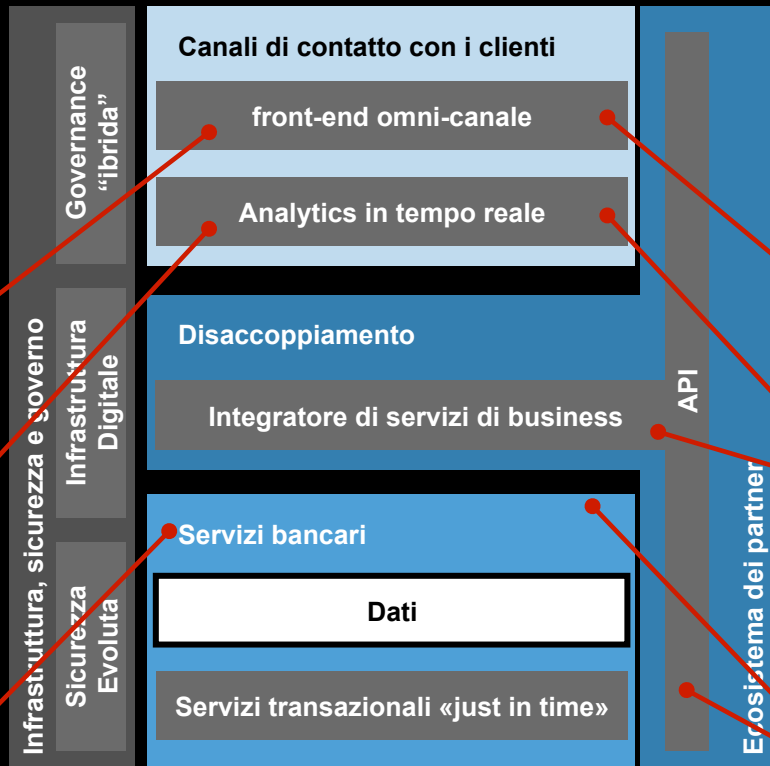 Canali di contatto con i clienti
front-end omni-canale
Analytics in tempo reale
Disaccoppiamento
Integratore di servizi di business
Servizi bancari
Dati
Servizi transazionali «just in time»
Infrastruttura, sicurezza e governo
Governance
“ibrida”
Infrastruttura
Digitale
Sicurezza
Evoluta
API
Ecosistema dei partner